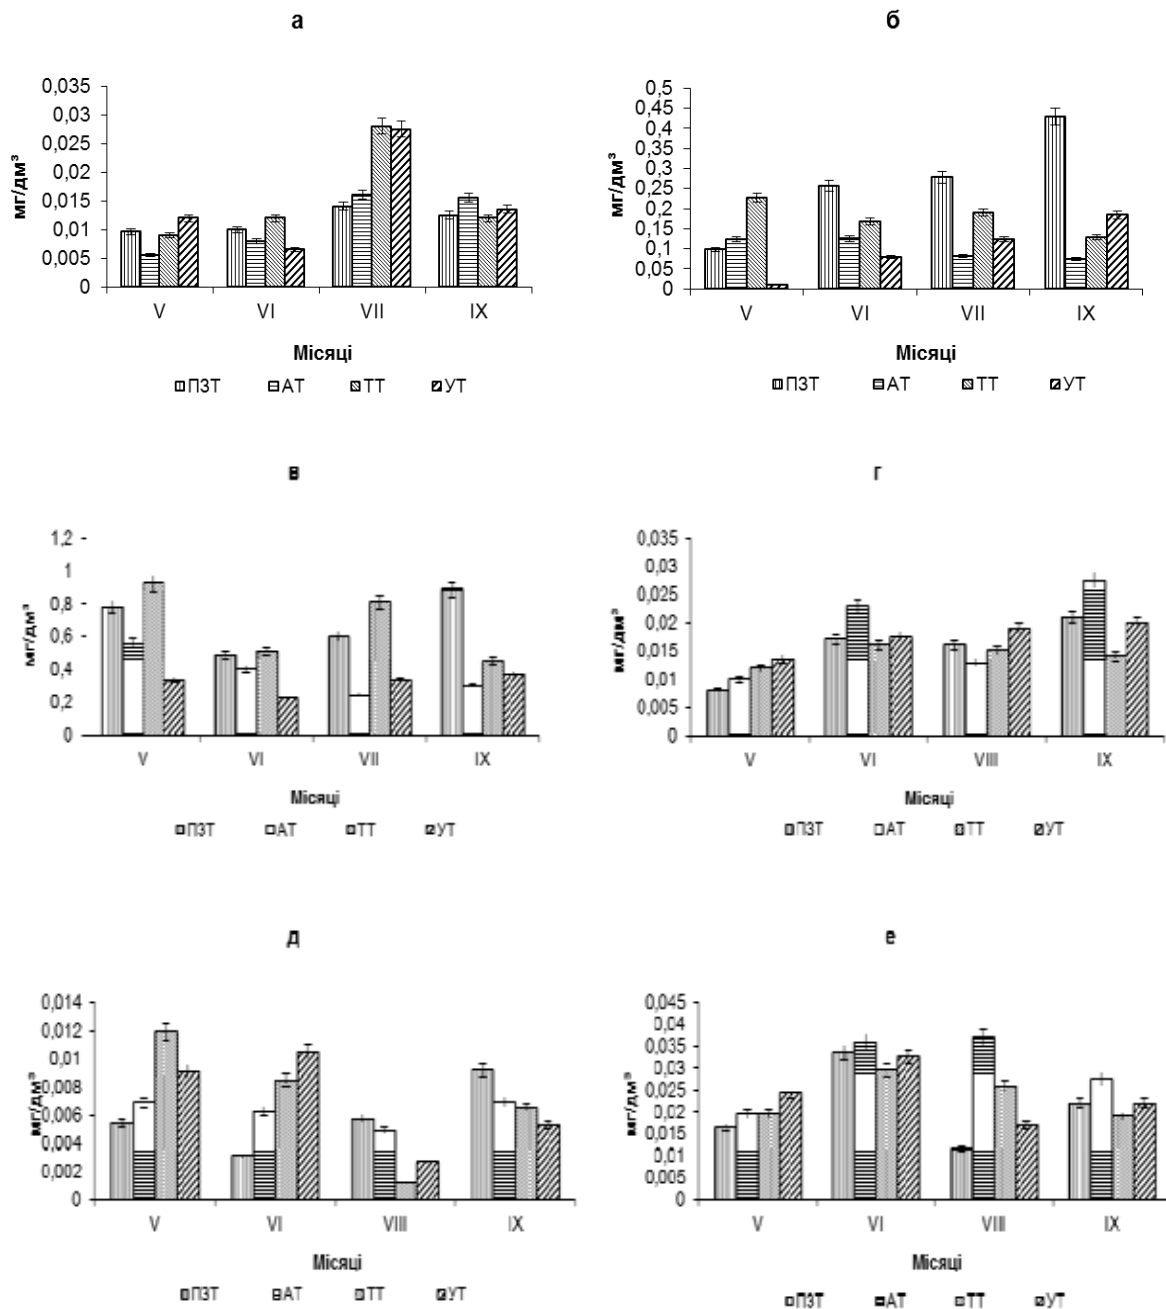 а
0,035
0,03
0,025
0,02
0,015
0,01
0,005
0
мг/дм³
V VI VII IX
Місяці
ПЗТ АТ ТТ УТ
б
0,5
0,45
0,4
0,35
0,3
0,25
0,2
0,15
0,1
0,05
0
мг/дм³
V VI VII IX
Місяці
ПЗТ АТ ТТ УТ
в
1,2
1
0,8
0,6
0,4
0,2
0
мг/дм³
V VI VII IX
Місяці
ПЗТ АТ ТТ УТ
г
0,035
0,03
0,025
0,02
0,015
0,01
0,005
0
мг/дм³
V VI VIII IX
Місяці
ПЗТ АТ ТТ УТ
д
0,014
0,012
0,01
0,008
0,006
0,004
0,002
0
мг/дм³
V VI VIII IX
Місяці
ПЗТ АТ ТТ УТ
е
0,045
0,04
0,035
0,03
0,025
0,02
0,015
0,01
0,005
0
мг/дм³
V VI VIII IX
Місяці
ПЗТ АТ ТТ УТ